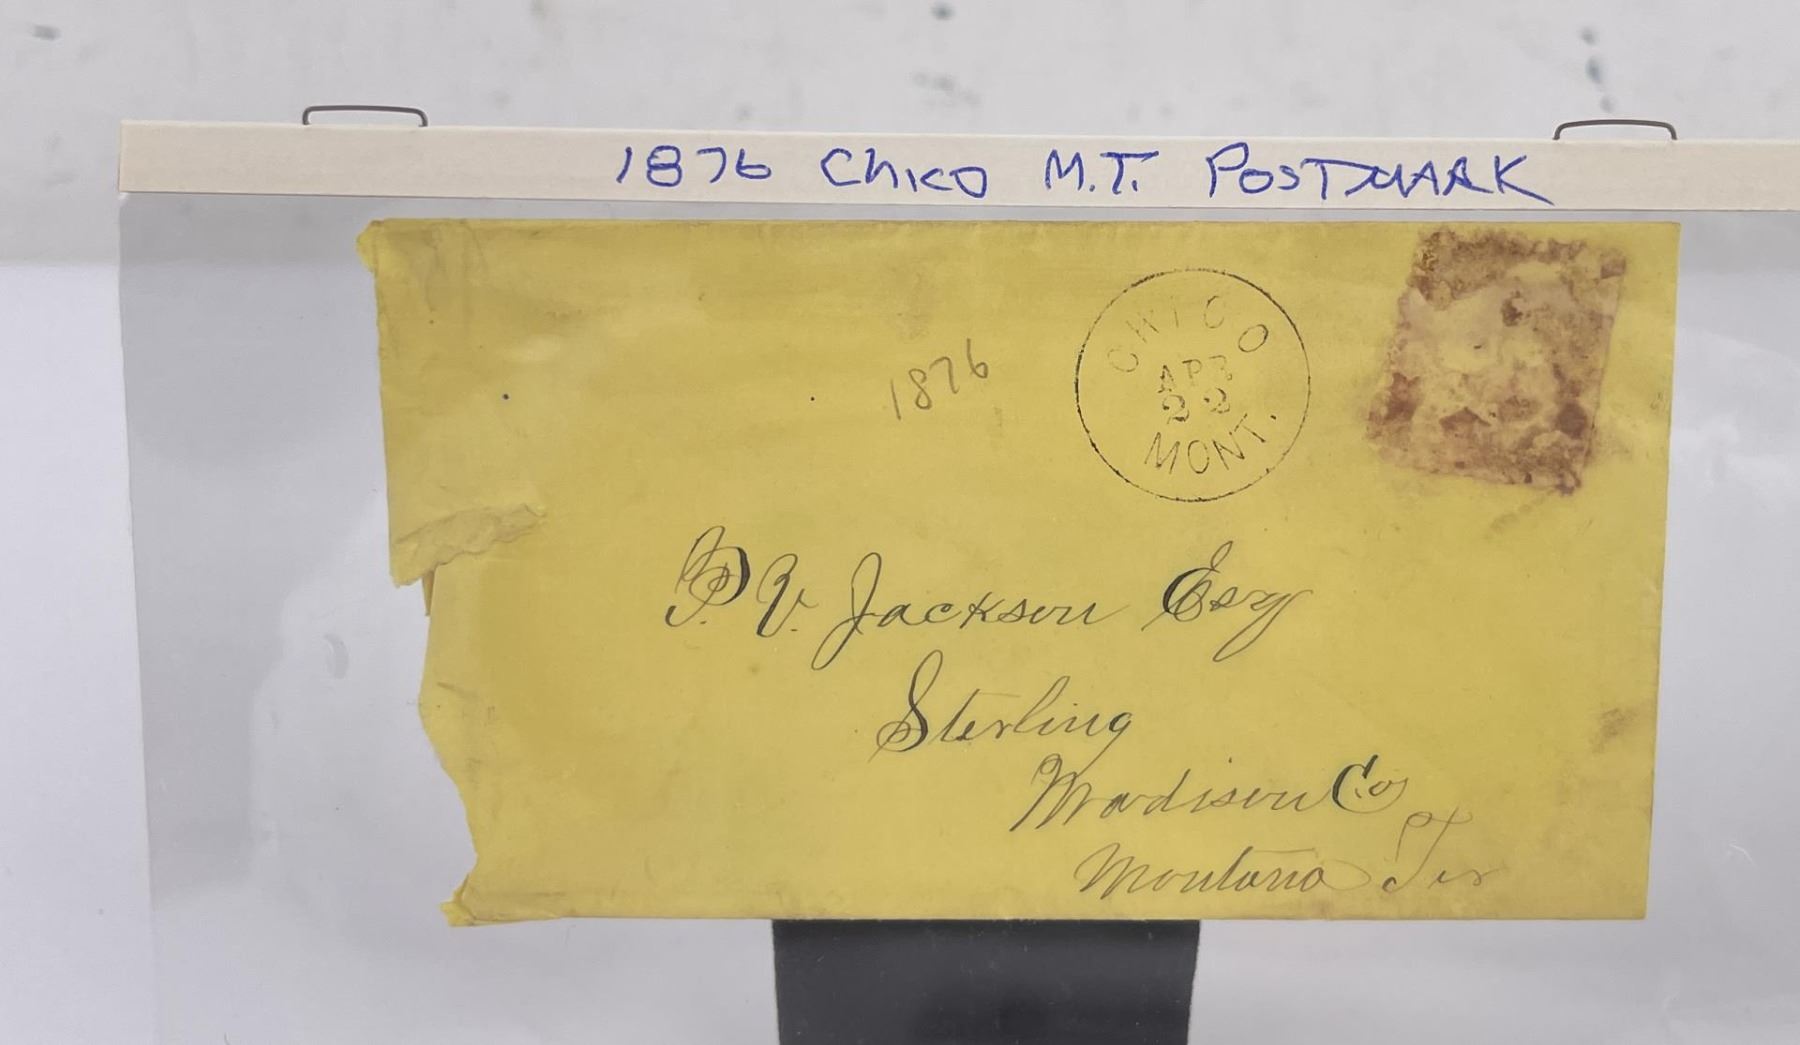 1876 Chico M.T. POSTMARK
CHICO
APR
22
MONT.
1876
P. V. Jackson Esq
Sterling
Madison Co
Montana Ter